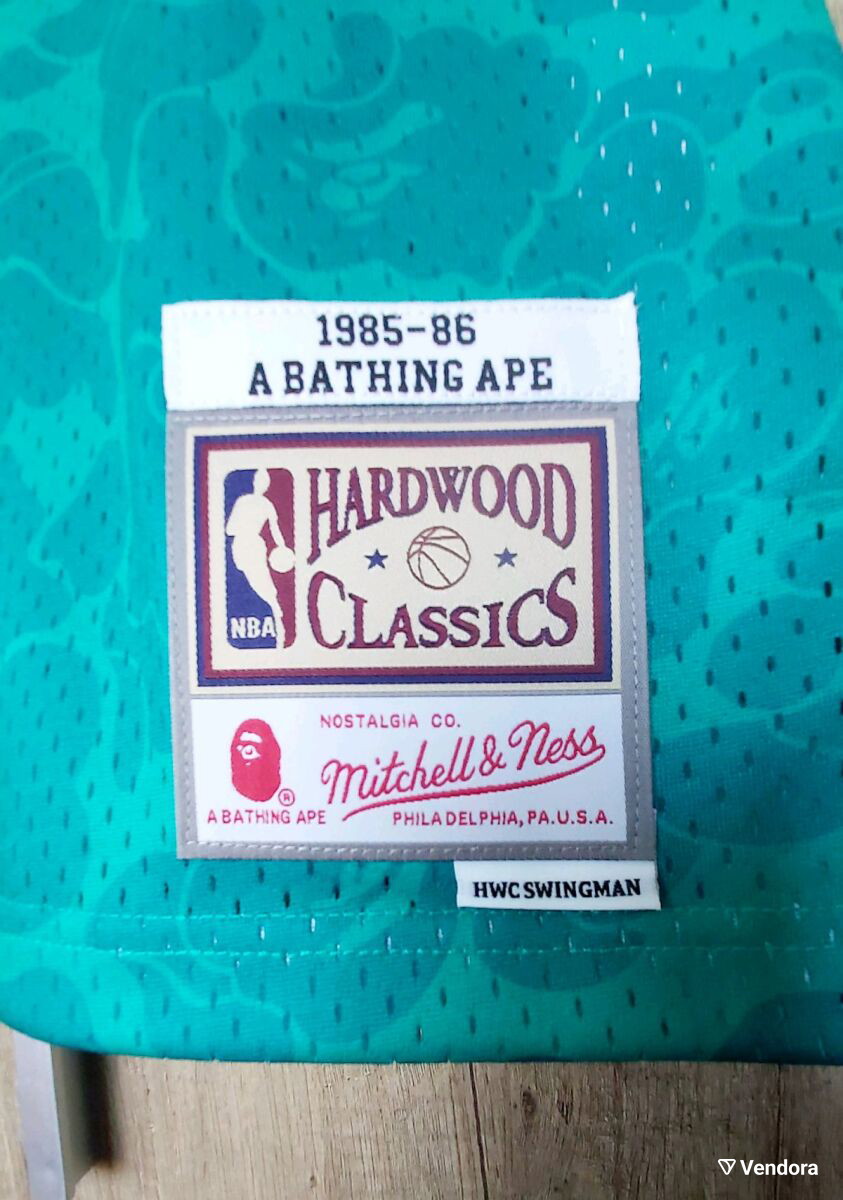 1985-86
A BATHING APE
HARDWOOD
NBA
CLASSICS
NOSTALGIA CO.
Mitchell & Ness
®
A BATHING APE
PHILADELPHIA, PA. U.S.A.
HWC SWINGMAN
Vendora